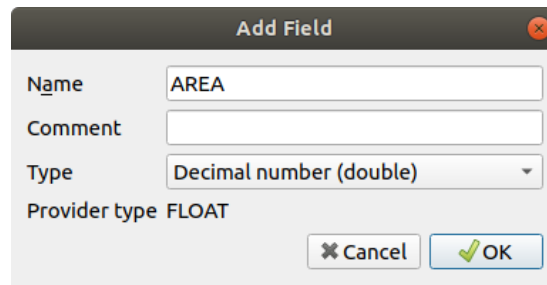 Add Field
Name AREA
Comment
Type Decimal number (double)
Provider type FLOAT
Cancel OK